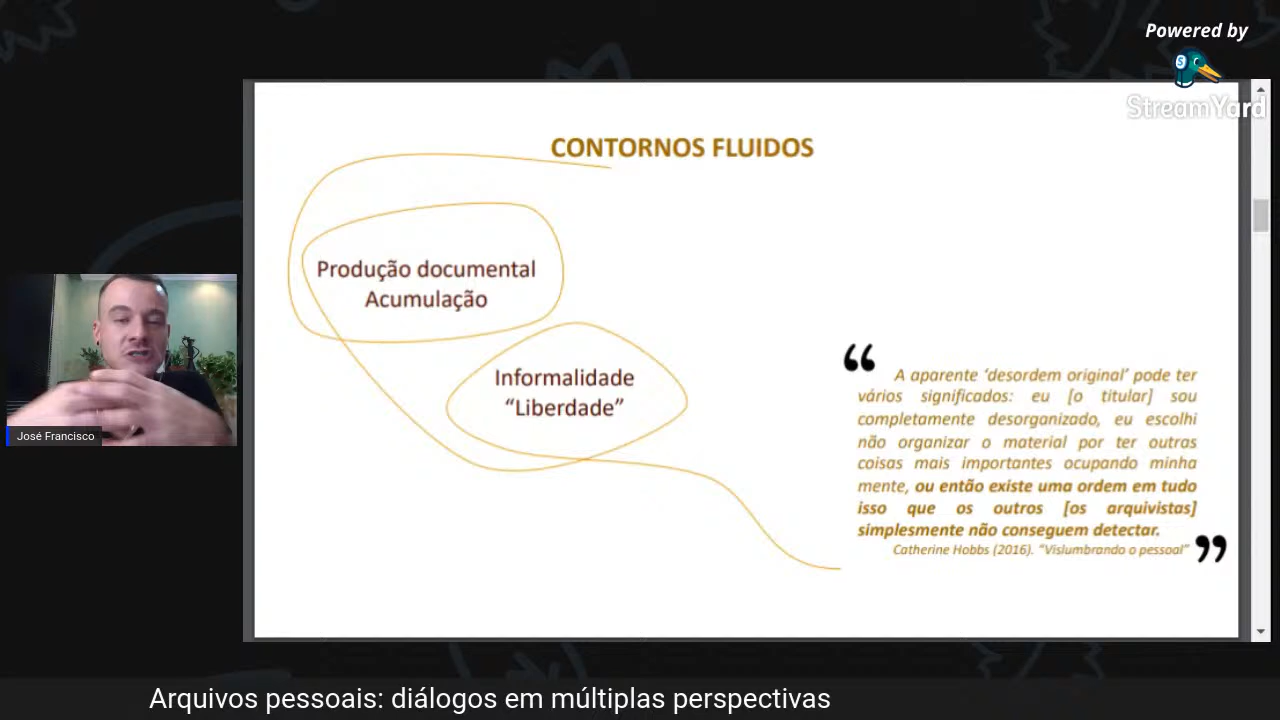 Powered by
StreamYard
CONTORNOS FLUIDOS
Produção documental
Acumulação
Informalidade
“Liberdade”
“ A aparente ‘desordem original’ pode ter
vários significados: eu [o titular] sou
completamente desorganizado, eu escolhi
não organizar o material por ter outras
coisas mais importantes ocupando minha
mente, ou então existe uma ordem em tudo
isso que os outros [os arquivistas]
simplesmente não conseguem detectar.
Catherine Hobbs (2016). “Vislumbrando o pessoal” ”
José Francisco
Arquivos pessoais: diálogos em múltiplas perspectivas